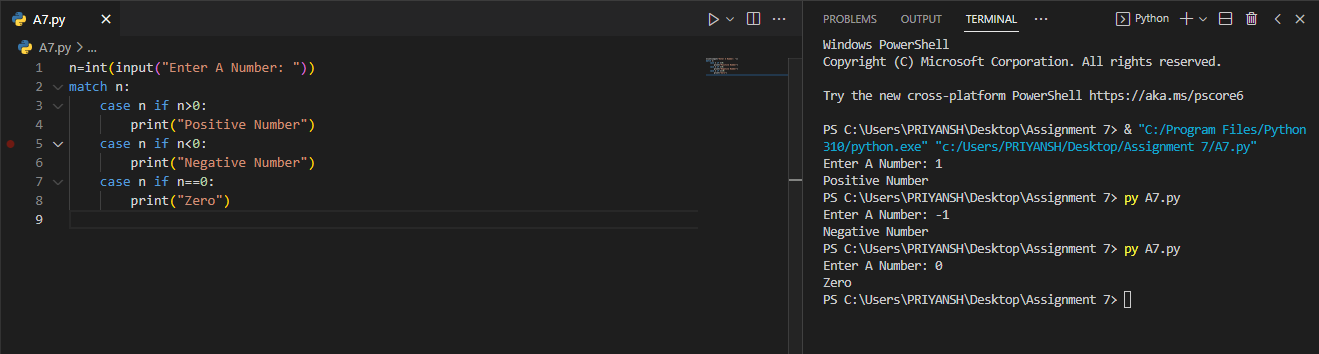 A7.py
A7.py > ...
1 n=int(input("Enter A Number: "))
2 match n:
3 case n if n>0:
4 print("Positive Number")
5 case n if n<0:
6 print("Negative Number")
7 case n if n==0:
8 print("Zero")
9
PROBLEMS OUTPUT TERMINAL ... Python
Windows PowerShell
Copyright (C) Microsoft Corporation. All rights reserved.
Try the new cross-platform PowerShell https://aka.ms/pscore6
PS C:\Users\PRIYANSH\Desktop\Assignment 7> & "C:/Program Files/Python
310/python.exe" "c:/Users/PRIYANSH/Desktop/Assignment 7/A7.py"
Enter A Number: 1
Positive Number
PS C:\Users\PRIYANSH\Desktop\Assignment 7> py A7.py
Enter A Number: -1
Negative Number
PS C:\Users\PRIYANSH\Desktop\Assignment 7> py A7.py
Enter A Number: 0
Zero
PS C:\Users\PRIYANSH\Desktop\Assignment 7>